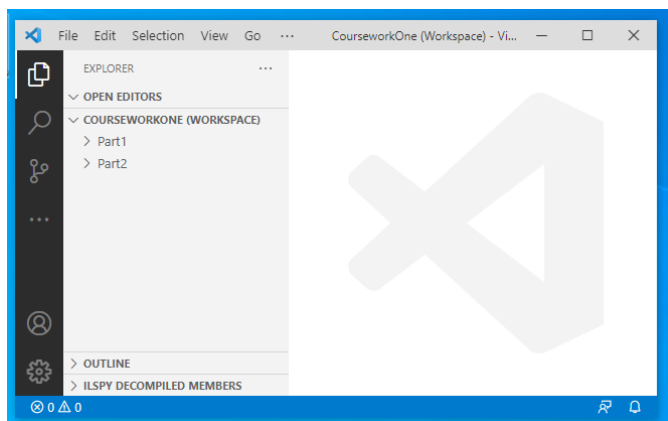 File Edit Selection View Go ··· CourseworkOne (Workspace) - Vi...
EXPLORER ···
OPEN EDITORS
COURSEWORKONE (WORKSPACE)
Part1
Part2
OUTLINE
ILSPY DECOMPILED MEMBERS
0 0